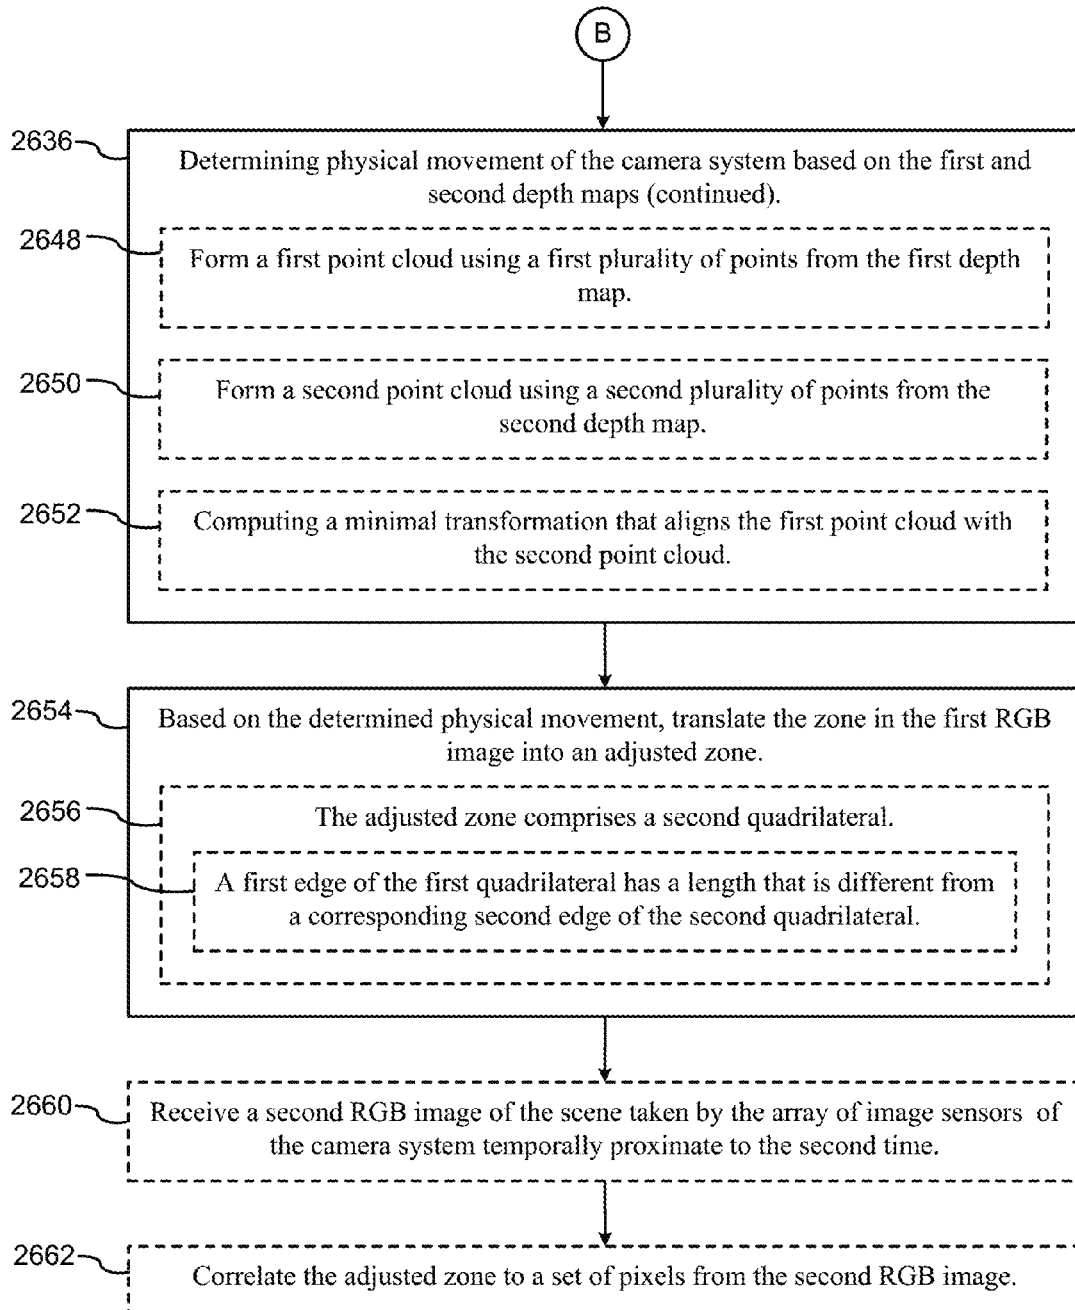 B
2636
Determining physical movement of the camera system based on the first and
second depth maps (continued).
2648
Form a first point cloud using a first plurality of points from the first depth
map.
2650
Form a second point cloud using a second plurality of points from the
second depth map.
2652
Computing a minimal transformation that aligns the first point cloud with
the second point cloud.
2654
Based on the determined physical movement, translate the zone in the first RGB
image into an adjusted zone.
2656
The adjusted zone comprises a second quadrilateral.
2658
A first edge of the first quadrilateral has a length that is different from
a corresponding second edge of the second quadrilateral.
2660
Receive a second RGB image of the scene taken by the array of image sensors of
the camera system temporally proximate to the second time.
2662
Correlate the adjusted zone to a set of pixels from the second RGB image.